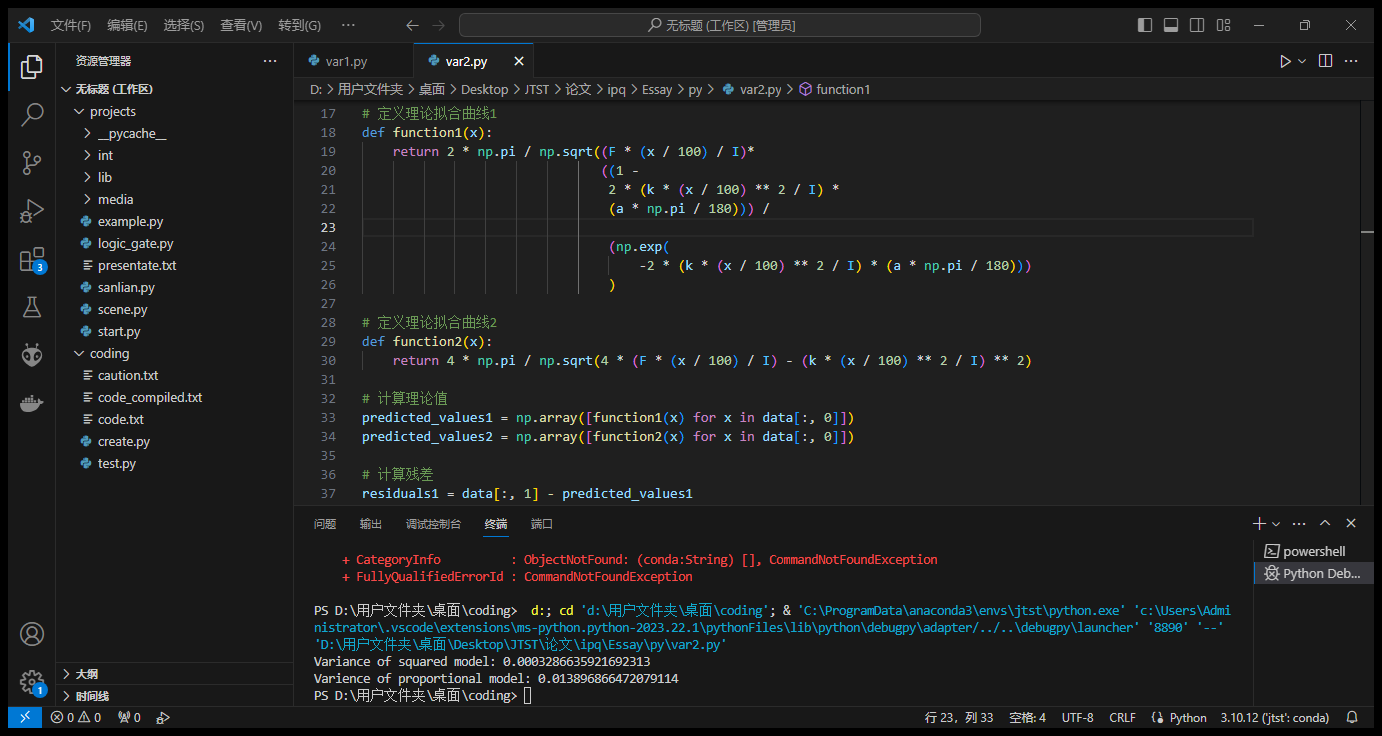 文件(F) 编辑(E) 选择(S) 查看(V) 转到(G) ··· 无标题 (工作区) [管理员]
资源管理器 ···
无标题 (工作区)
projects
__pycache__
int
lib
media
example.py
logic_gate.py
presentate.txt
sanlian.py
scene.py
start.py
coding
caution.txt
code_compiled.txt
code.txt
create.py
test.py
大纲
时间线
3
1
var1.py var2.py
D: > 用户文件夹 > 桌面 > Desktop > JTST > 论文 > ipq > Essay > py > var2.py > function1
17 # 定义理论拟合曲线1
18 def function1(x):
19 return 2 * np.pi / np.sqrt((F * (x / 100) / I)*
20 ((1 -
21 2 * (k * (x / 100) ** 2 / I) *
22 (a * np.pi / 180))) /
23
24 (np.exp(
25 -2 * (k * (x / 100) ** 2 / I) * (a * np.pi / 180)))
26 )
27
28 # 定义理论拟合曲线2
29 def function2(x):
30 return 4 * np.pi / np.sqrt(4 * (F * (x / 100) / I) - (k * (x / 100) ** 2 / I) ** 2)
31
32 # 计算理论值
33 predicted_values1 = np.array([function1(x) for x in data[:, 0]])
34 predicted_values2 = np.array([function2(x) for x in data[:, 0]])
35
36 # 计算残差
37 residuals1 = data[:, 1] - predicted_values1
问题 输出 调试控制台 终端 端口
+ CategoryInfo : ObjectNotFound: (conda:String) [], CommandNotFoundException
+ FullyQualifiedErrorId : CommandNotFoundException
PS D:\用户文件夹\桌面\coding> d:; cd 'd:\用户文件夹\桌面\coding'; & 'C:\ProgramData\anaconda3\envs\jtst\python.exe' 'c:\Users\Admi
nistrator\.vscode\extensions\ms-python.python-2023.22.1\pythonFiles\lib\python\debugpy\adapter/../..\debugpy\launcher' '8890' '--'
'D:\用户文件夹\桌面\Desktop\JTST\论文\ipq\Essay\py\var2.py'
Variance of squared model: 0.0003286635921692313
Varience of proportional model: 0.013896866472079114
PS D:\用户文件夹\桌面\coding>
powershell
Python Deb...
0 0 0 行 23，列 33 空格: 4 UTF-8 CRLF Python 3.10.12 ('jtst': conda)